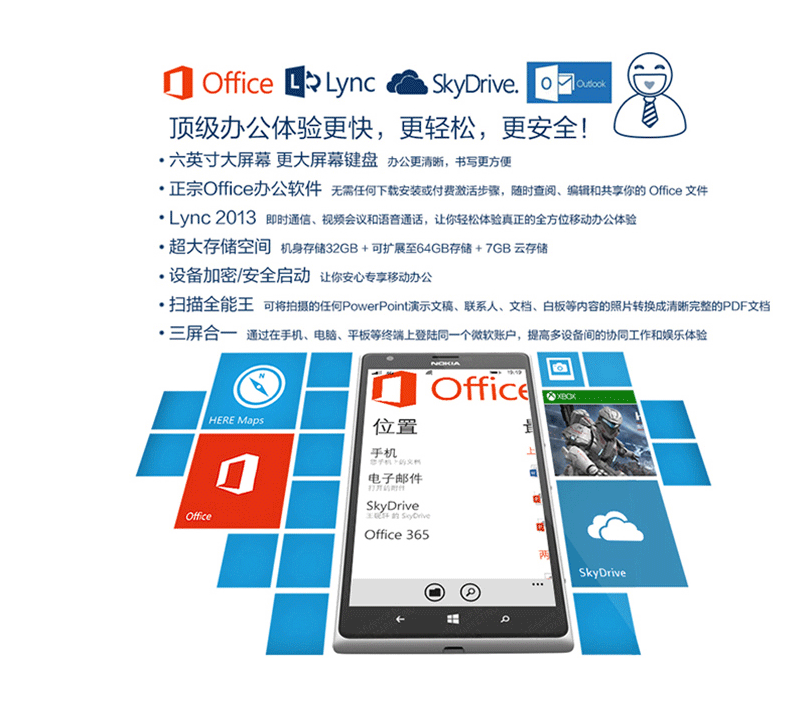 Office Lync SkyDrive. Outlook
顶级办公体验更快，更轻松，更安全！
• 六英寸大屏幕 更大屏幕键盘 办公更清晰，书写更方便
• 正宗Office办公软件 无需任何下载安装或付费激活步骤，随时查阅、编辑和共享你的 Office 文件
• Lync 2013 即时通信、视频会议和语音通话，让你轻松体验真正的全方位移动办公体验
• 超大存储空间 机身存储32GB + 可扩展至64GB存储 + 7GB 云存储
• 设备加密/安全启动 让你安心专享移动办公
• 扫描全能王 可将拍摄的任何PowerPoint演示文稿、联系人、文档、白板等内容的照片转换成清晰完整的PDF文档
• 三屏合一 通过在手机、电脑、平板等终端上登陆同一个微软账户，提高多设备间的协同工作和娱乐体验
NOKIA
Office
位置
手机
您手机上的文档
电子邮件
打开的附件
SkyDrive
的 SkyDrive
Office 365
HERE Maps
Office
XBOX
SkyDrive